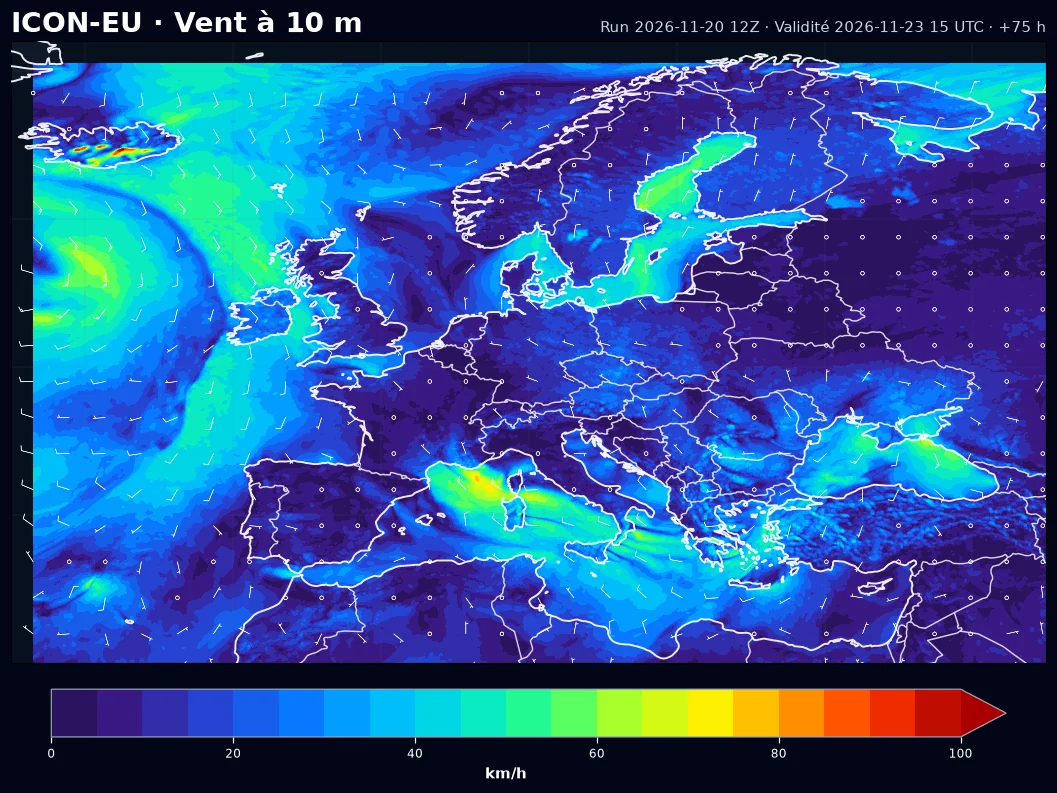 ICON-EU · Vent à 10 m
Run 2026-11-20 12Z · Validité 2026-11-23 15 UTC · +75 h
0 20 40 60 80 100
km/h